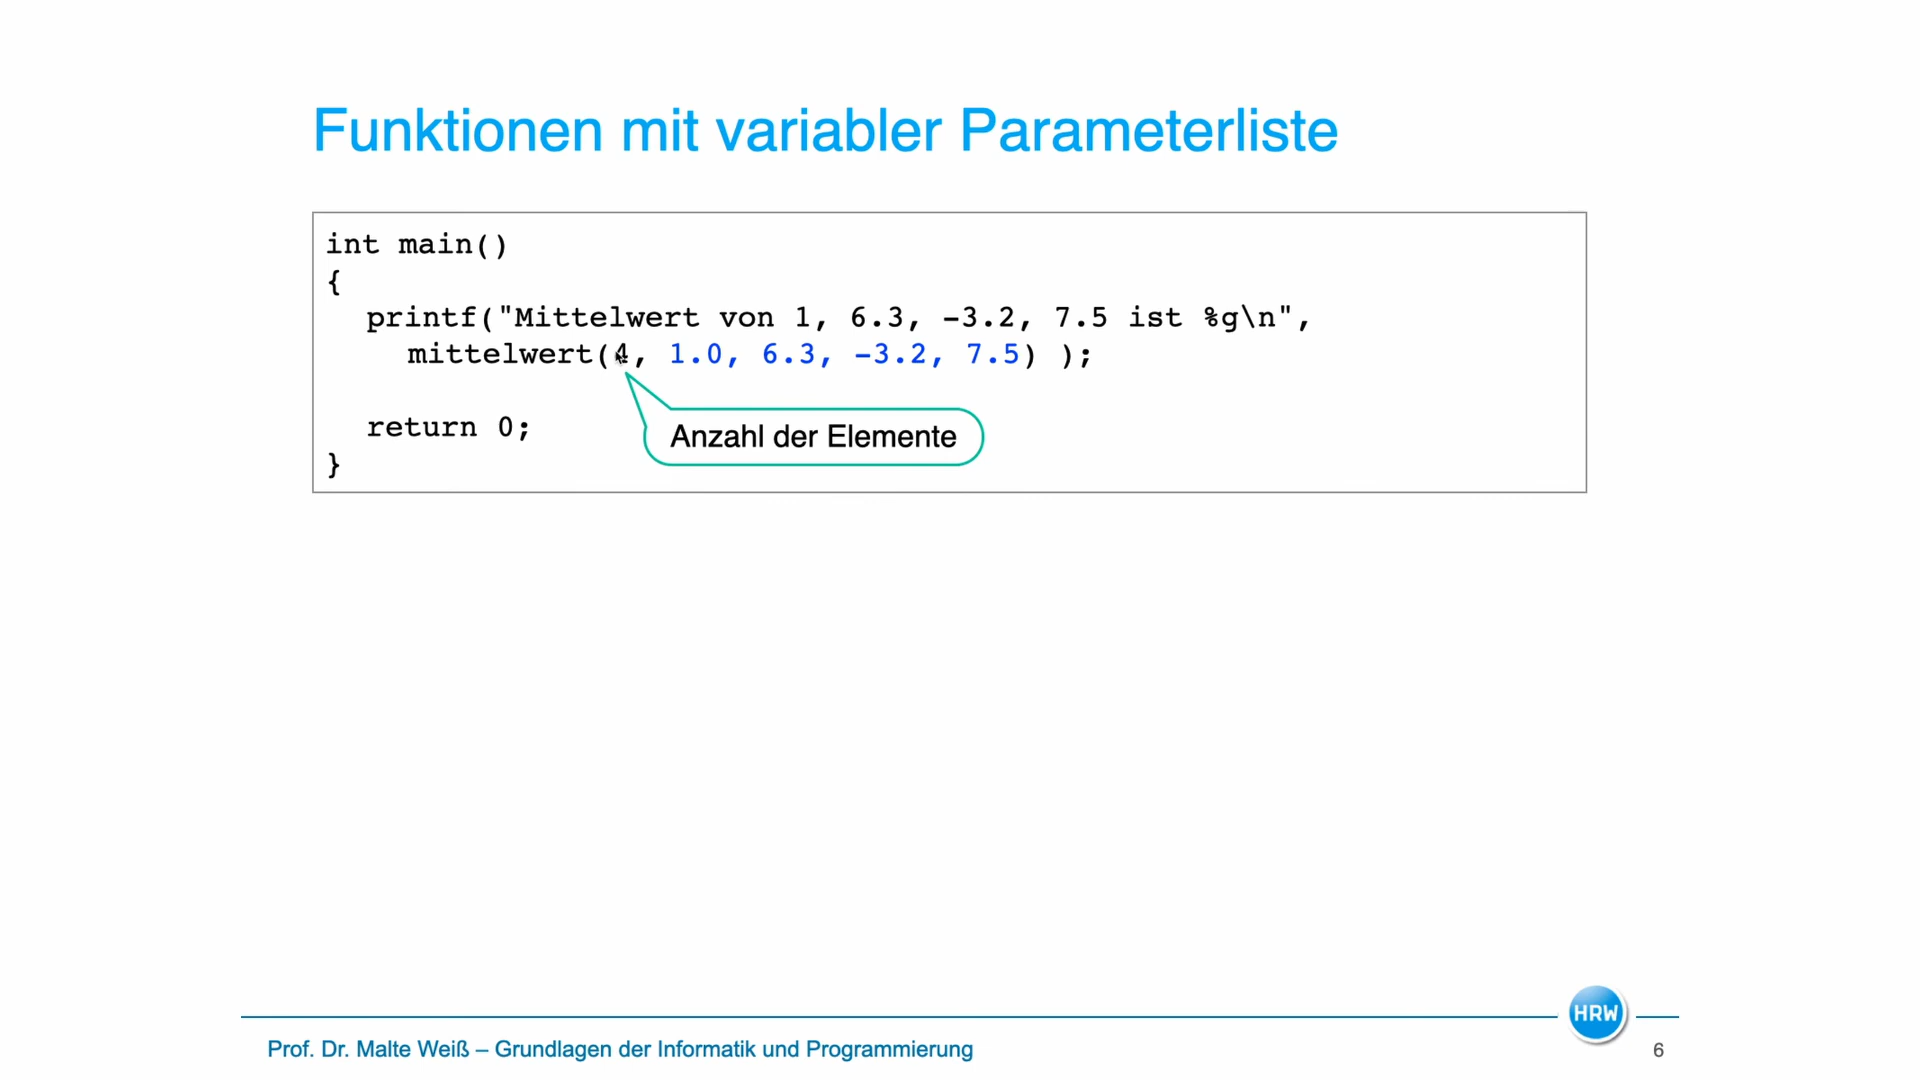 Funktionen mit variabler Parameterliste
int main()
{
printf("Mittelwert von 1, 6.3, -3.2, 7.5 ist %g\n",
mittelwert(4, 1.0, 6.3, -3.2, 7.5) );
return 0;
Anzahl der Elemente
}
HRW
Prof. Dr. Malte Weiß – Grundlagen der Informatik und Programmierung
6